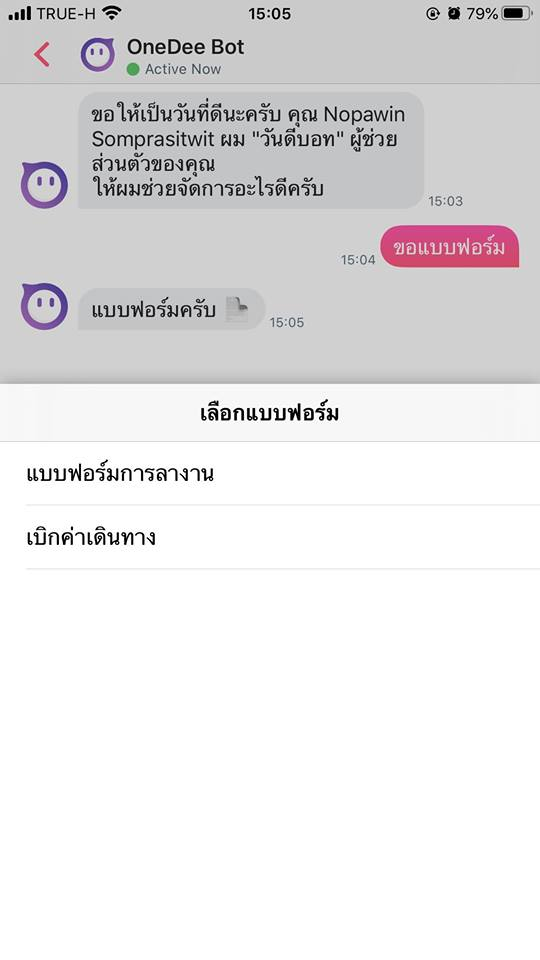 TRUE-H 15:05 79%
OneDee Bot
Active Now
ขอให้เป็นวันที่ดีนะครับ คุณ Nopawin
Somprasitwit ผม "วันดีบอท" ผู้ช่วย
ส่วนตัวของคุณ
ให้ผมช่วยจัดการอะไรดีครับ
15:03
15:04 ขอแบบฟอร์ม
แบบฟอร์มครับ 15:05
เลือกแบบฟอร์ม
แบบฟอร์มการลางาน
เบิกค่าเดินทาง